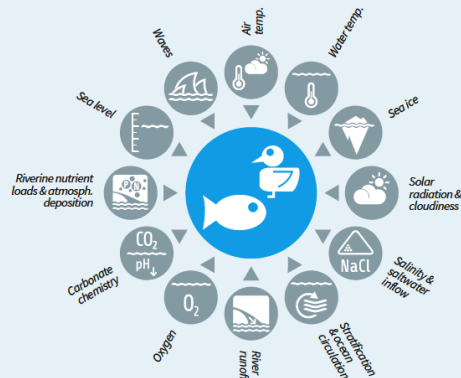 Air
temp.
Water temp.
Sea ice
Solar
radiation &
cloudiness
Salinity &
saltwater
inflow
NaCl
Stratification
& ocean
circulation
River
runoff
Oxygen
O₂
Carbonate
chemistry
CO₂
pH↓
Riverine nutrient
loads & atmosph.
deposition
P N
Sea level
Waves